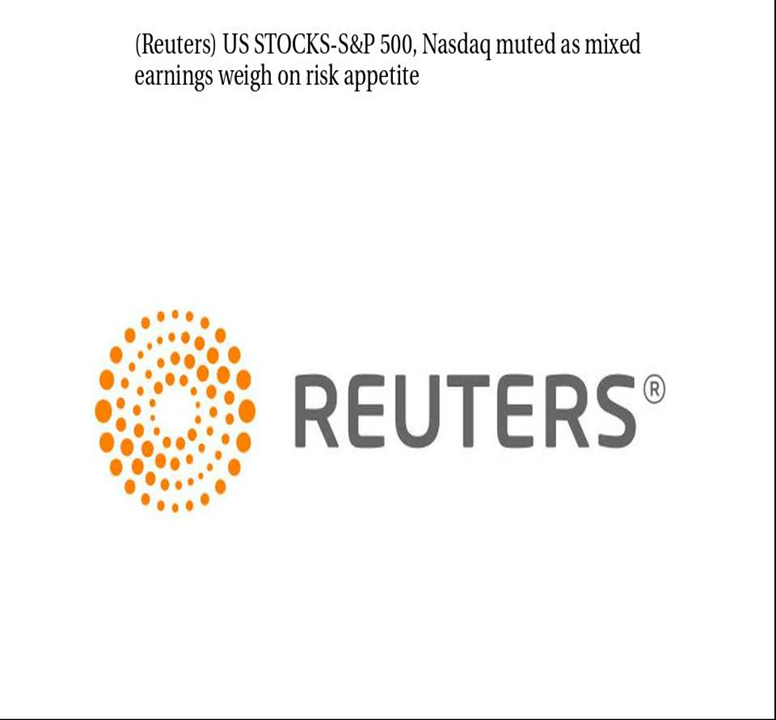 (Reuters) US STOCKS-S&P 500, Nasdaq muted as mixed
earnings weigh on risk appetite
REUTERS®